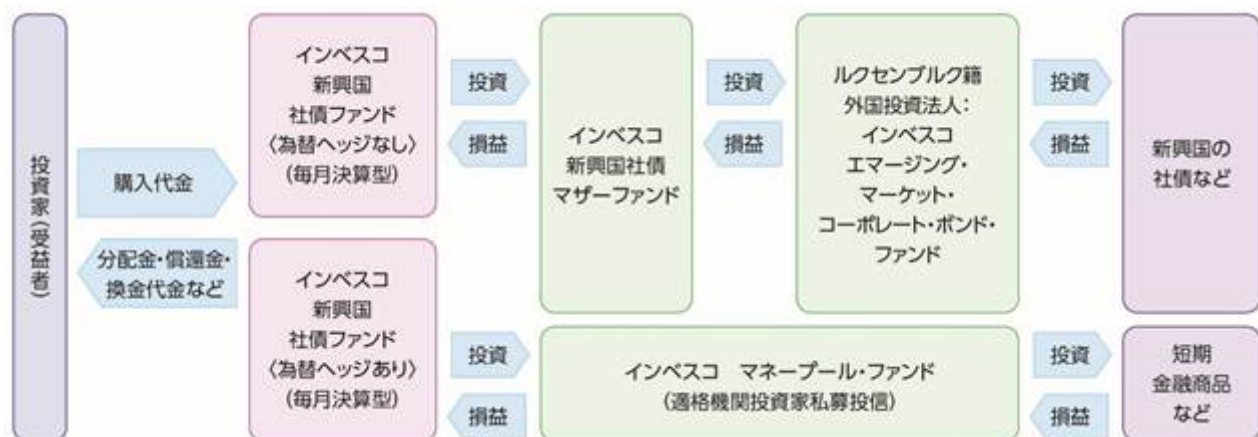 投資家(受益者)
購入代金
分配金・償還金・
換金代金など
インベスコ
新興国
社債ファンド
〈為替ヘッジなし〉
(毎月決算型)
インベスコ
新興国
社債ファンド
〈為替ヘッジあり〉
(毎月決算型)
投資
損益
投資
損益
インベスコ
新興国社債
マザーファンド
投資
損益
ルクセンブルク籍
外国投資法人:
インベスコ
エマージング・
マーケット・
コーポレート・ボンド・
ファンド
投資
損益
新興国の
社債など
インベスコ　マネープール・ファンド
(適格機関投資家私募投信)
投資
損益
短期
金融商品
など